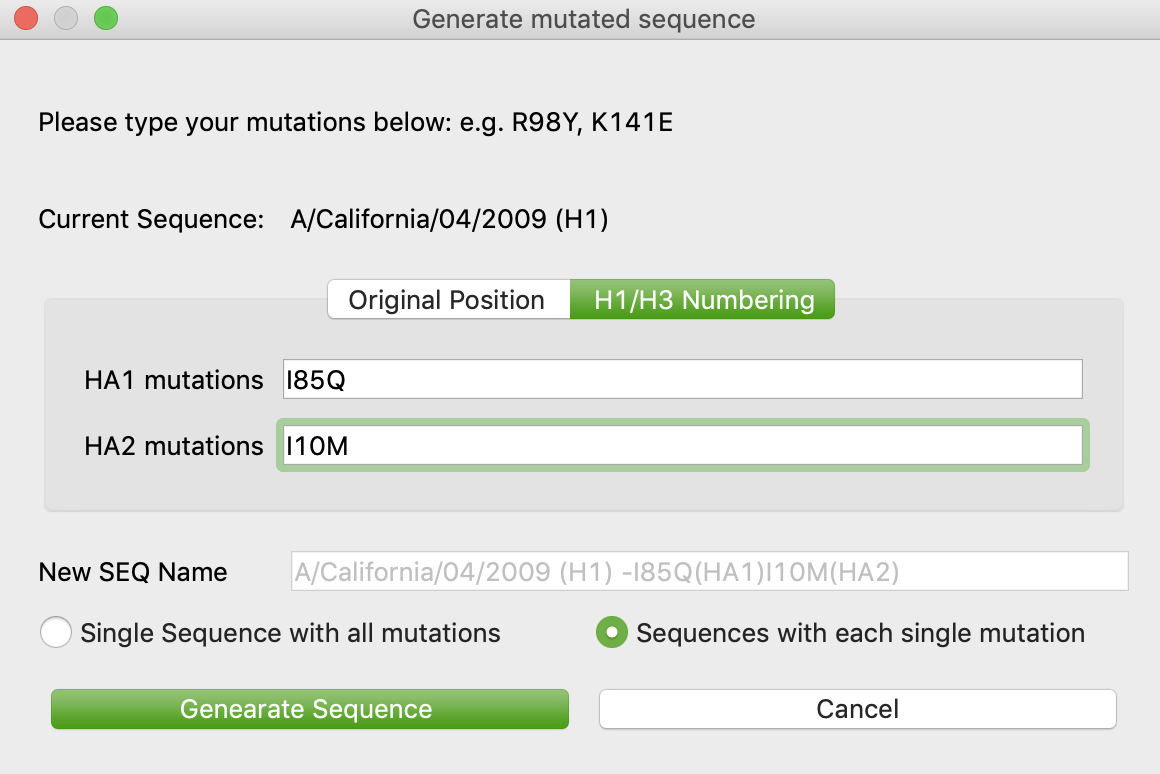 Generate mutated sequence
Please type your mutations below: e.g. R98Y, K141E
Current Sequence: A/California/04/2009 (H1)
Original Position H1/H3 Numbering
HA1 mutations I85Q
HA2 mutations I10M
New SEQ Name A/California/04/2009 (H1) -I85Q(HA1)I10M(HA2)
Single Sequence with all mutations Sequences with each single mutation
Genearate Sequence Cancel